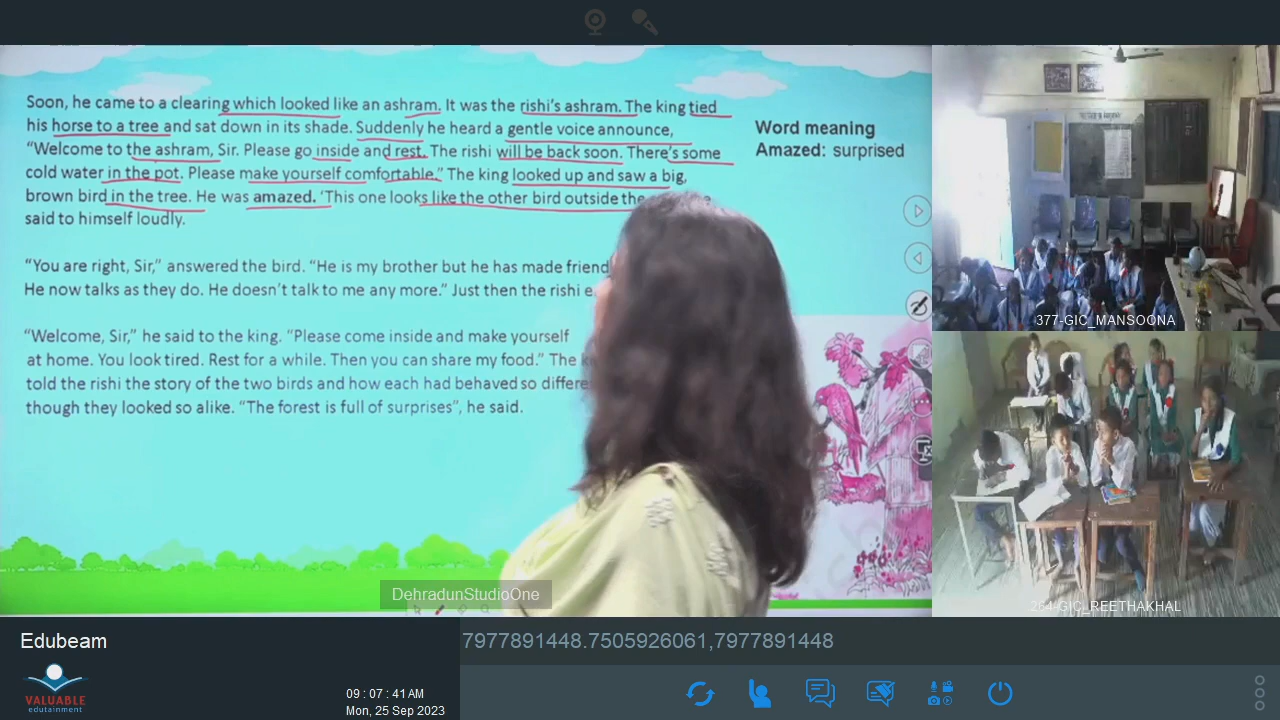 Soon, he came to a clearing which looked like an ashram. It was the rishi's ashram. The king tied
his horse to a tree and sat down in its shade. Suddenly he heard a gentle voice announce,
"Welcome to the ashram, Sir. Please go inside and rest. The rishi will be back soon. There's some
cold water in the pot. Please make yourself comfortable." The king looked up and saw a big,
brown bird in the tree. He was amazed. 'This one looks like the other bird outside the
said to himself loudly.
"You are right, Sir," answered the bird. "He is my brother but he has made
He now talks as they do. He doesn't talk to me any more." Just then the rishi
"Welcome, Sir," he said to the king. "Please come inside and make yourself
at home. You look tired. Rest for a while. Then you can share my food." The
told the rishi the story of the two birds and how each had behaved so
though they looked so alike. "The forest is full of surprises", he said.
Word meaning
Amazed: surprised
377-GIC_MANSOONA
264-GIC_REETHAKHAL
DehradunStudioOne
Edubeam
7977891448.7505926061,7977891448
VALUABLE
edutainment
09 : 07 : 41 AM
Mon, 25 Sep 2023